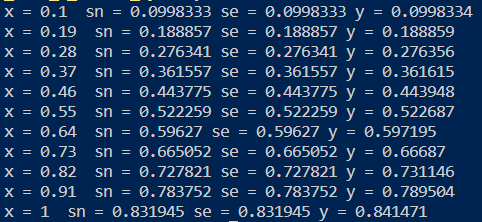 x = 0.1  sn = 0.0998333 se = 0.0998333 y = 0.0998334
x = 0.19  sn = 0.188857 se = 0.188857 y = 0.188859
x = 0.28  sn = 0.276341 se = 0.276341 y = 0.276356
x = 0.37  sn = 0.361557 se = 0.361557 y = 0.361615
x = 0.46  sn = 0.443775 se = 0.443775 y = 0.443948
x = 0.55  sn = 0.522259 se = 0.522259 y = 0.522687
x = 0.64  sn = 0.59627 se = 0.59627 y = 0.597195
x = 0.73  sn = 0.665052 se = 0.665052 y = 0.66687
x = 0.82  sn = 0.727821 se = 0.727821 y = 0.731146
x = 0.91  sn = 0.783752 se = 0.783752 y = 0.789504
x = 1  sn = 0.831945 se = 0.831945 y = 0.841471